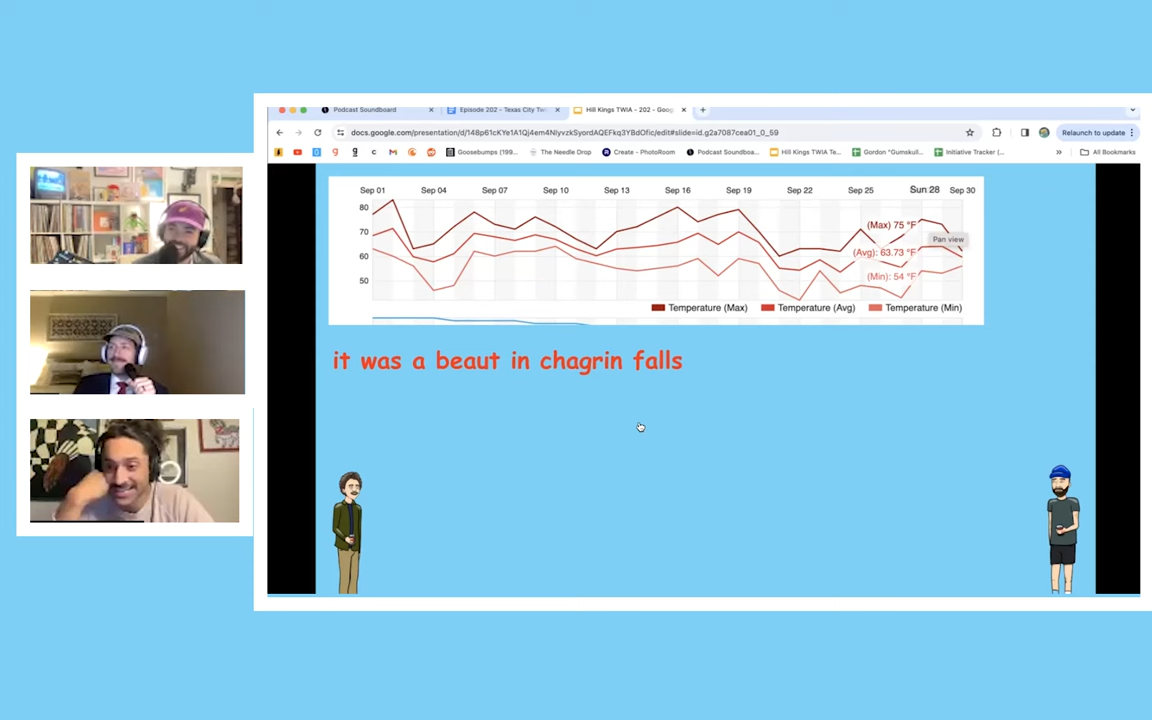 Podcast Soundboard
Episode 202 - Texas City Tw
Hill Kings TWIA - 202 - Goog
docs.google.com/presentation/d/148p61cKYe1A1Qj4em4NlyvzkSyordAQEFkq3YBdOfic/edit#slide=id.g2a7087cea01_0_59
Relaunch to update
Goosebumps (199...
The Needle Drop
Create - PhotoRoom
Podcast Soundboa...
Hill Kings TWIA Te...
Gordon "Gumskull...
Initiative Tracker (...
All Bookmarks
Sep 01 Sep 04 Sep 07 Sep 10 Sep 13 Sep 16 Sep 19 Sep 22 Sep 25 Sun 28 Sep 30
80
70
60
50
(Max) 75 °F
Pan view
(Avg): 63.73 °F
(Min): 54 °F
Temperature (Max) Temperature (Avg) Temperature (Min)
it was a beaut in chagrin falls